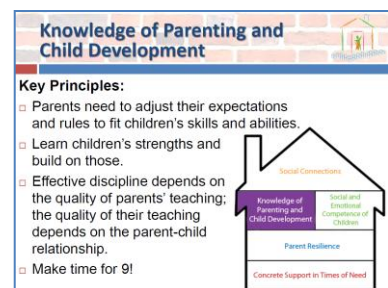 Knowledge of Parenting and
Child Development
Key Principles:
Parents need to adjust their expectations
and rules to fit children's skills and abilities.
Learn children's strengths and
build on those.
Effective discipline depends on
the quality of parents' teaching;
the quality of their teaching
depends on the parent-child
relationship.
Make time for 9!
Social Connections
Knowledge of
Parenting and
Child Development
Social and
Emotional
Competence of
Children
Parent Resilience
Concrete Support in Times of Need